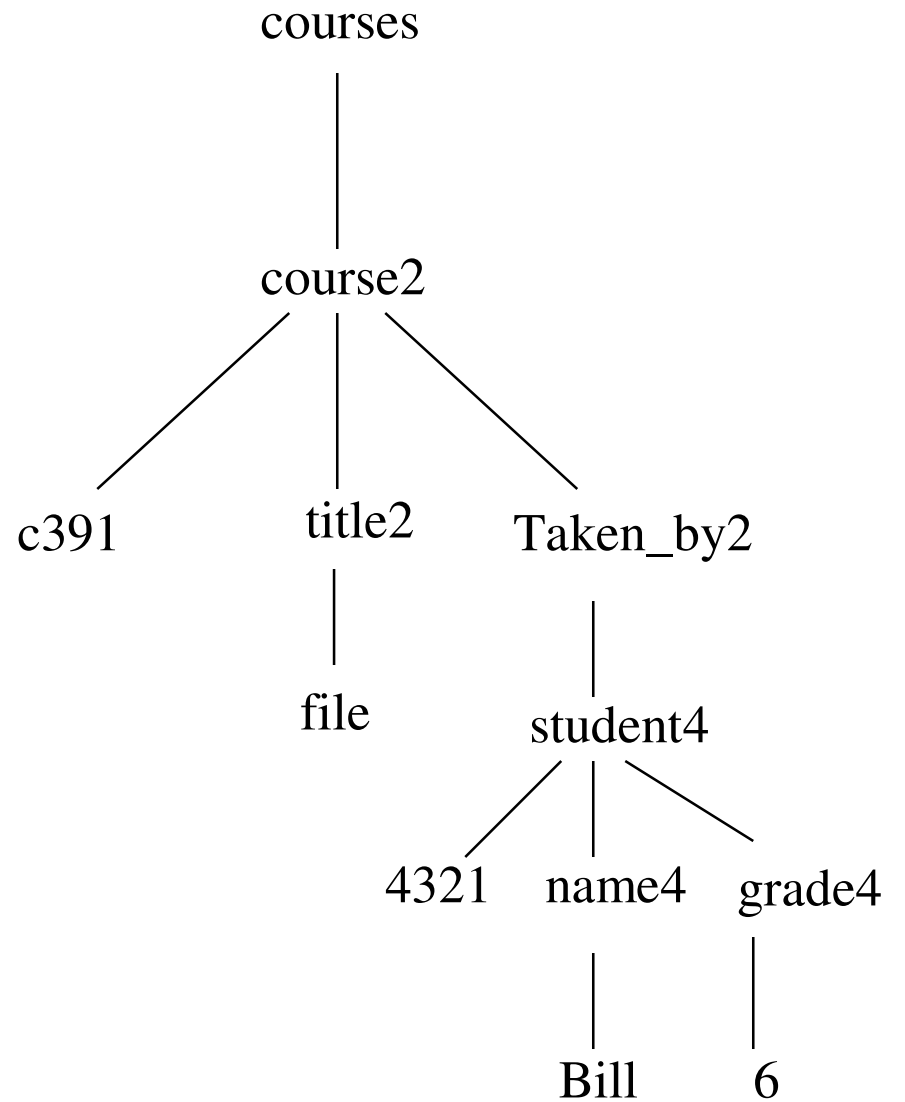 courses
course2
c391 title2 Taken_by2
file student4
4321 name4 grade4
Bill 6